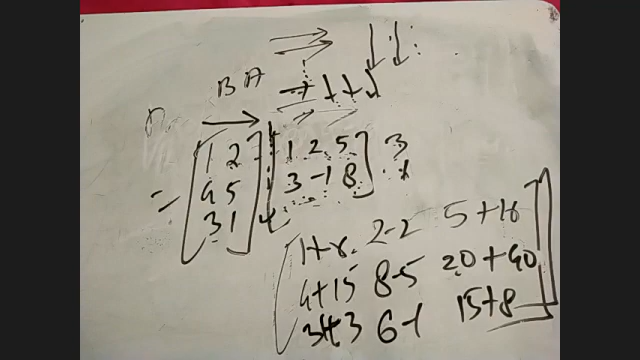 BA
= [1 2 [1 2 5 3
4 5 3 -1 8] x
3 1]
1+6 2-2 5+16
4+15 8-5 20+40
3+3 6-1 15+8